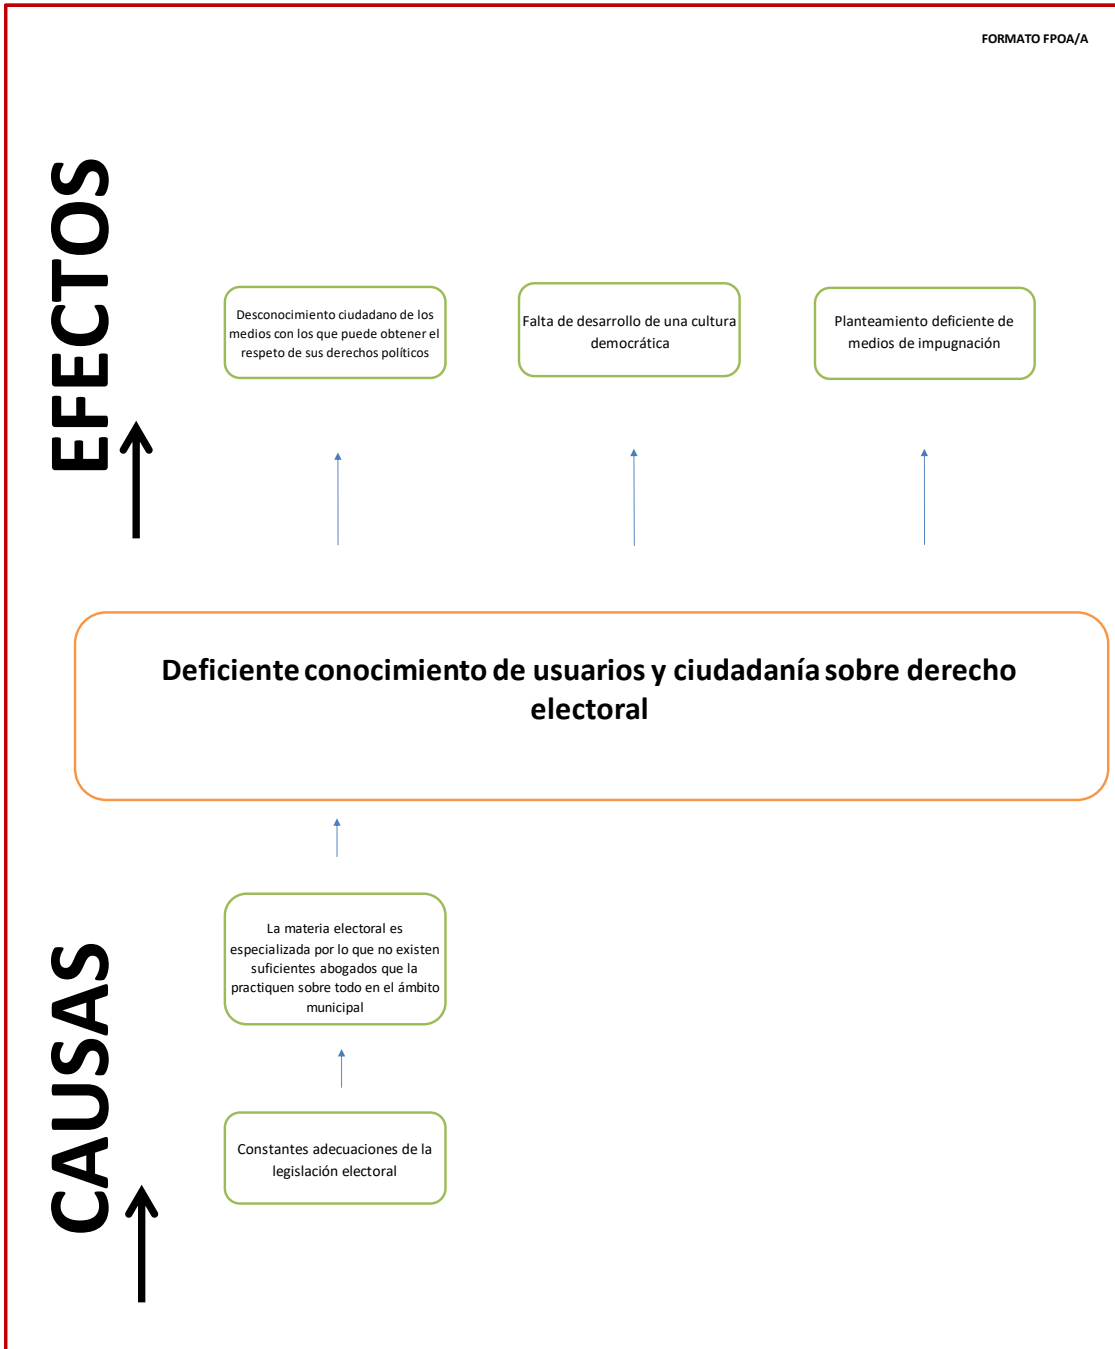 FORMATO FPOA/A
EFECTOS
Desconocimiento ciudadano de los
medios con los que puede obtener el
respeto de sus derechos políticos
Falta de desarrollo de una cultura
democrática
Planteamiento deficiente de
medios de impugnación
Deficiente conocimiento de usuarios y ciudadanía sobre derecho
electoral
CAUSAS
La materia electoral es
especializada por lo que no existen
suficientes abogados que la
practiquen sobre todo en el ámbito
municipal
Constantes adecuaciones de la
legislación electoral